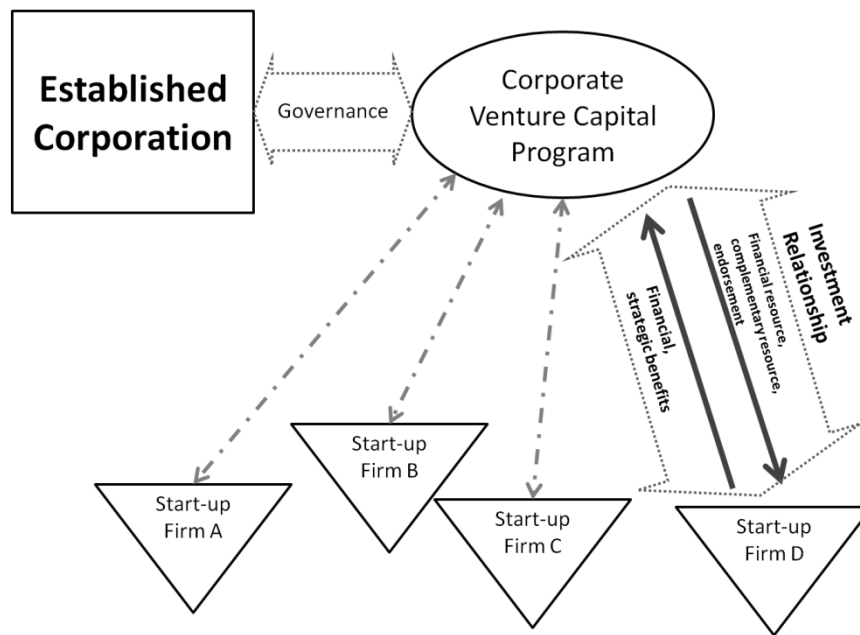 Established
Corporation
Governance
Corporate
Venture Capital
Program
Investment
Relationship
Financial resource,
complementary resource,
endorsement
Financial,
strategic benefits
Start-up
Firm A
Start-up
Firm B
Start-up
Firm C
Start-up
Firm D